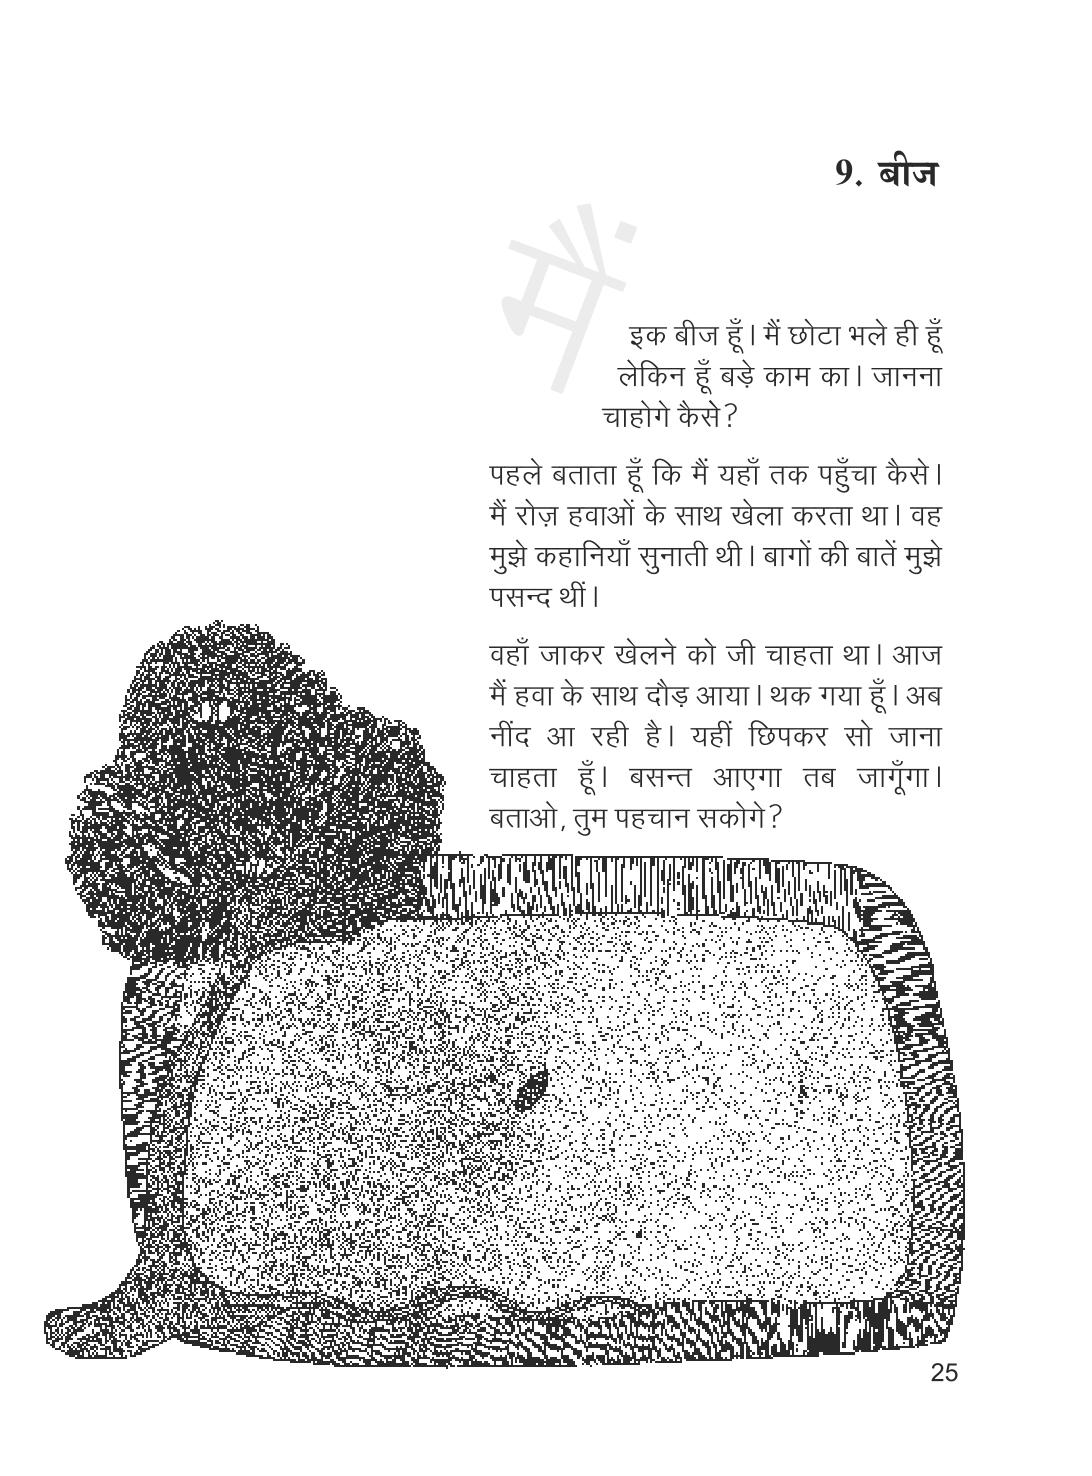 9. बीज
मैं
इक बीज हूँ। मैं छोटा भले ही हूँ
लेकिन हूँ बड़े काम का। जानना
चाहोगे कैसे?
पहले बताता हूँ कि मैं यहाँ तक पहुँचा कैसे।
मैं रोज़ हवाओं के साथ खेला करता था। वह
मुझे कहानियाँ सुनाती थी। बागों की बातें मुझे
पसन्द थीं।
वहाँ जाकर खेलने को जी चाहता था। आज
मैं हवा के साथ दौड़ आया। थक गया हूँ। अब
नींद आ रही है। यहीं छिपकर सो जाना
चाहता हूँ। बसन्त आएगा तब जागूँगा।
बताओ, तुम पहचान सकोगे?
25